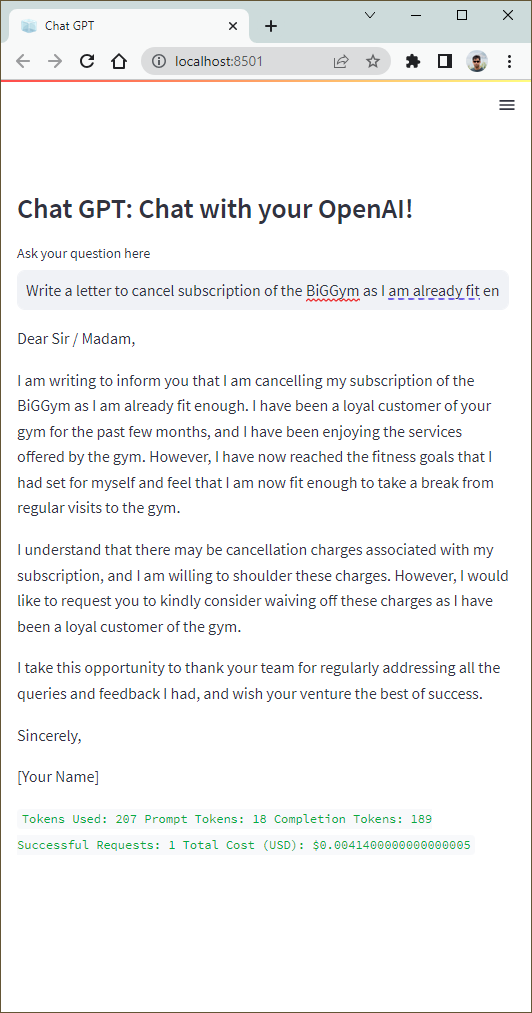 Chat GPT
localhost:8501
Chat GPT: Chat with your OpenAI!
Ask your question here
Write a letter to cancel subscription of the BiGGym as I am already fit en
Dear Sir / Madam,
I am writing to inform you that I am cancelling my subscription of the
BiGGym as I am already fit enough. I have been a loyal customer of your
gym for the past few months, and I have been enjoying the services
offered by the gym. However, I have now reached the fitness goals that I
had set for myself and feel that I am now fit enough to take a break from
regular visits to the gym.
I understand that there may be cancellation charges associated with my
subscription, and I am willing to shoulder these charges. However, I would
like to request you to kindly consider waiving off these charges as I have
been a loyal customer of the gym.
I take this opportunity to thank your team for regularly addressing all the
queries and feedback I had, and wish your venture the best of success.
Sincerely,
[Your Name]
Tokens Used: 207 Prompt Tokens: 18 Completion Tokens: 189
Successful Requests: 1 Total Cost (USD): $0.0041400000000000005